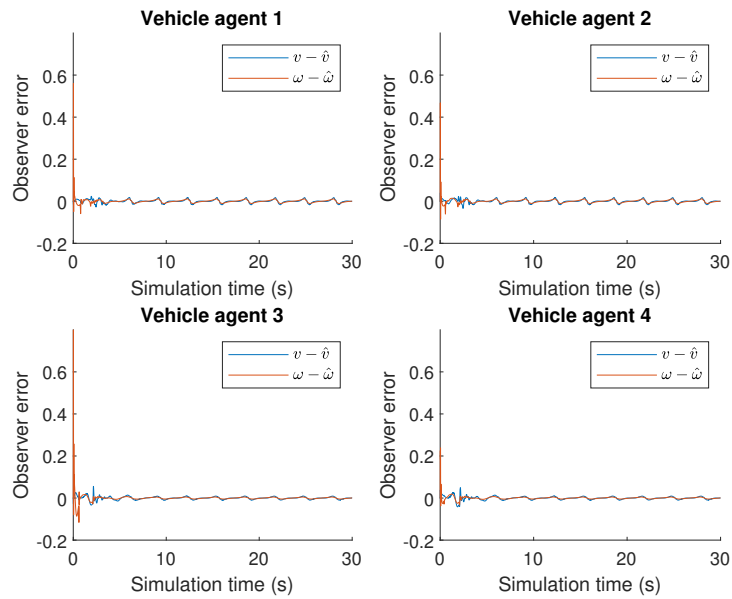 Vehicle agent 1
Observer error
0.6
0.4
0.2
0
-0.2
v − v̂
ω − ω̂
0 10 20 30
Simulation time (s)
Vehicle agent 2
Observer error
0.6
0.4
0.2
0
-0.2
v − v̂
ω − ω̂
0 10 20 30
Simulation time (s)
Vehicle agent 3
Observer error
0.6
0.4
0.2
0
-0.2
v − v̂
ω − ω̂
0 10 20 30
Simulation time (s)
Vehicle agent 4
Observer error
0.6
0.4
0.2
0
-0.2
v − v̂
ω − ω̂
0 10 20 30
Simulation time (s)